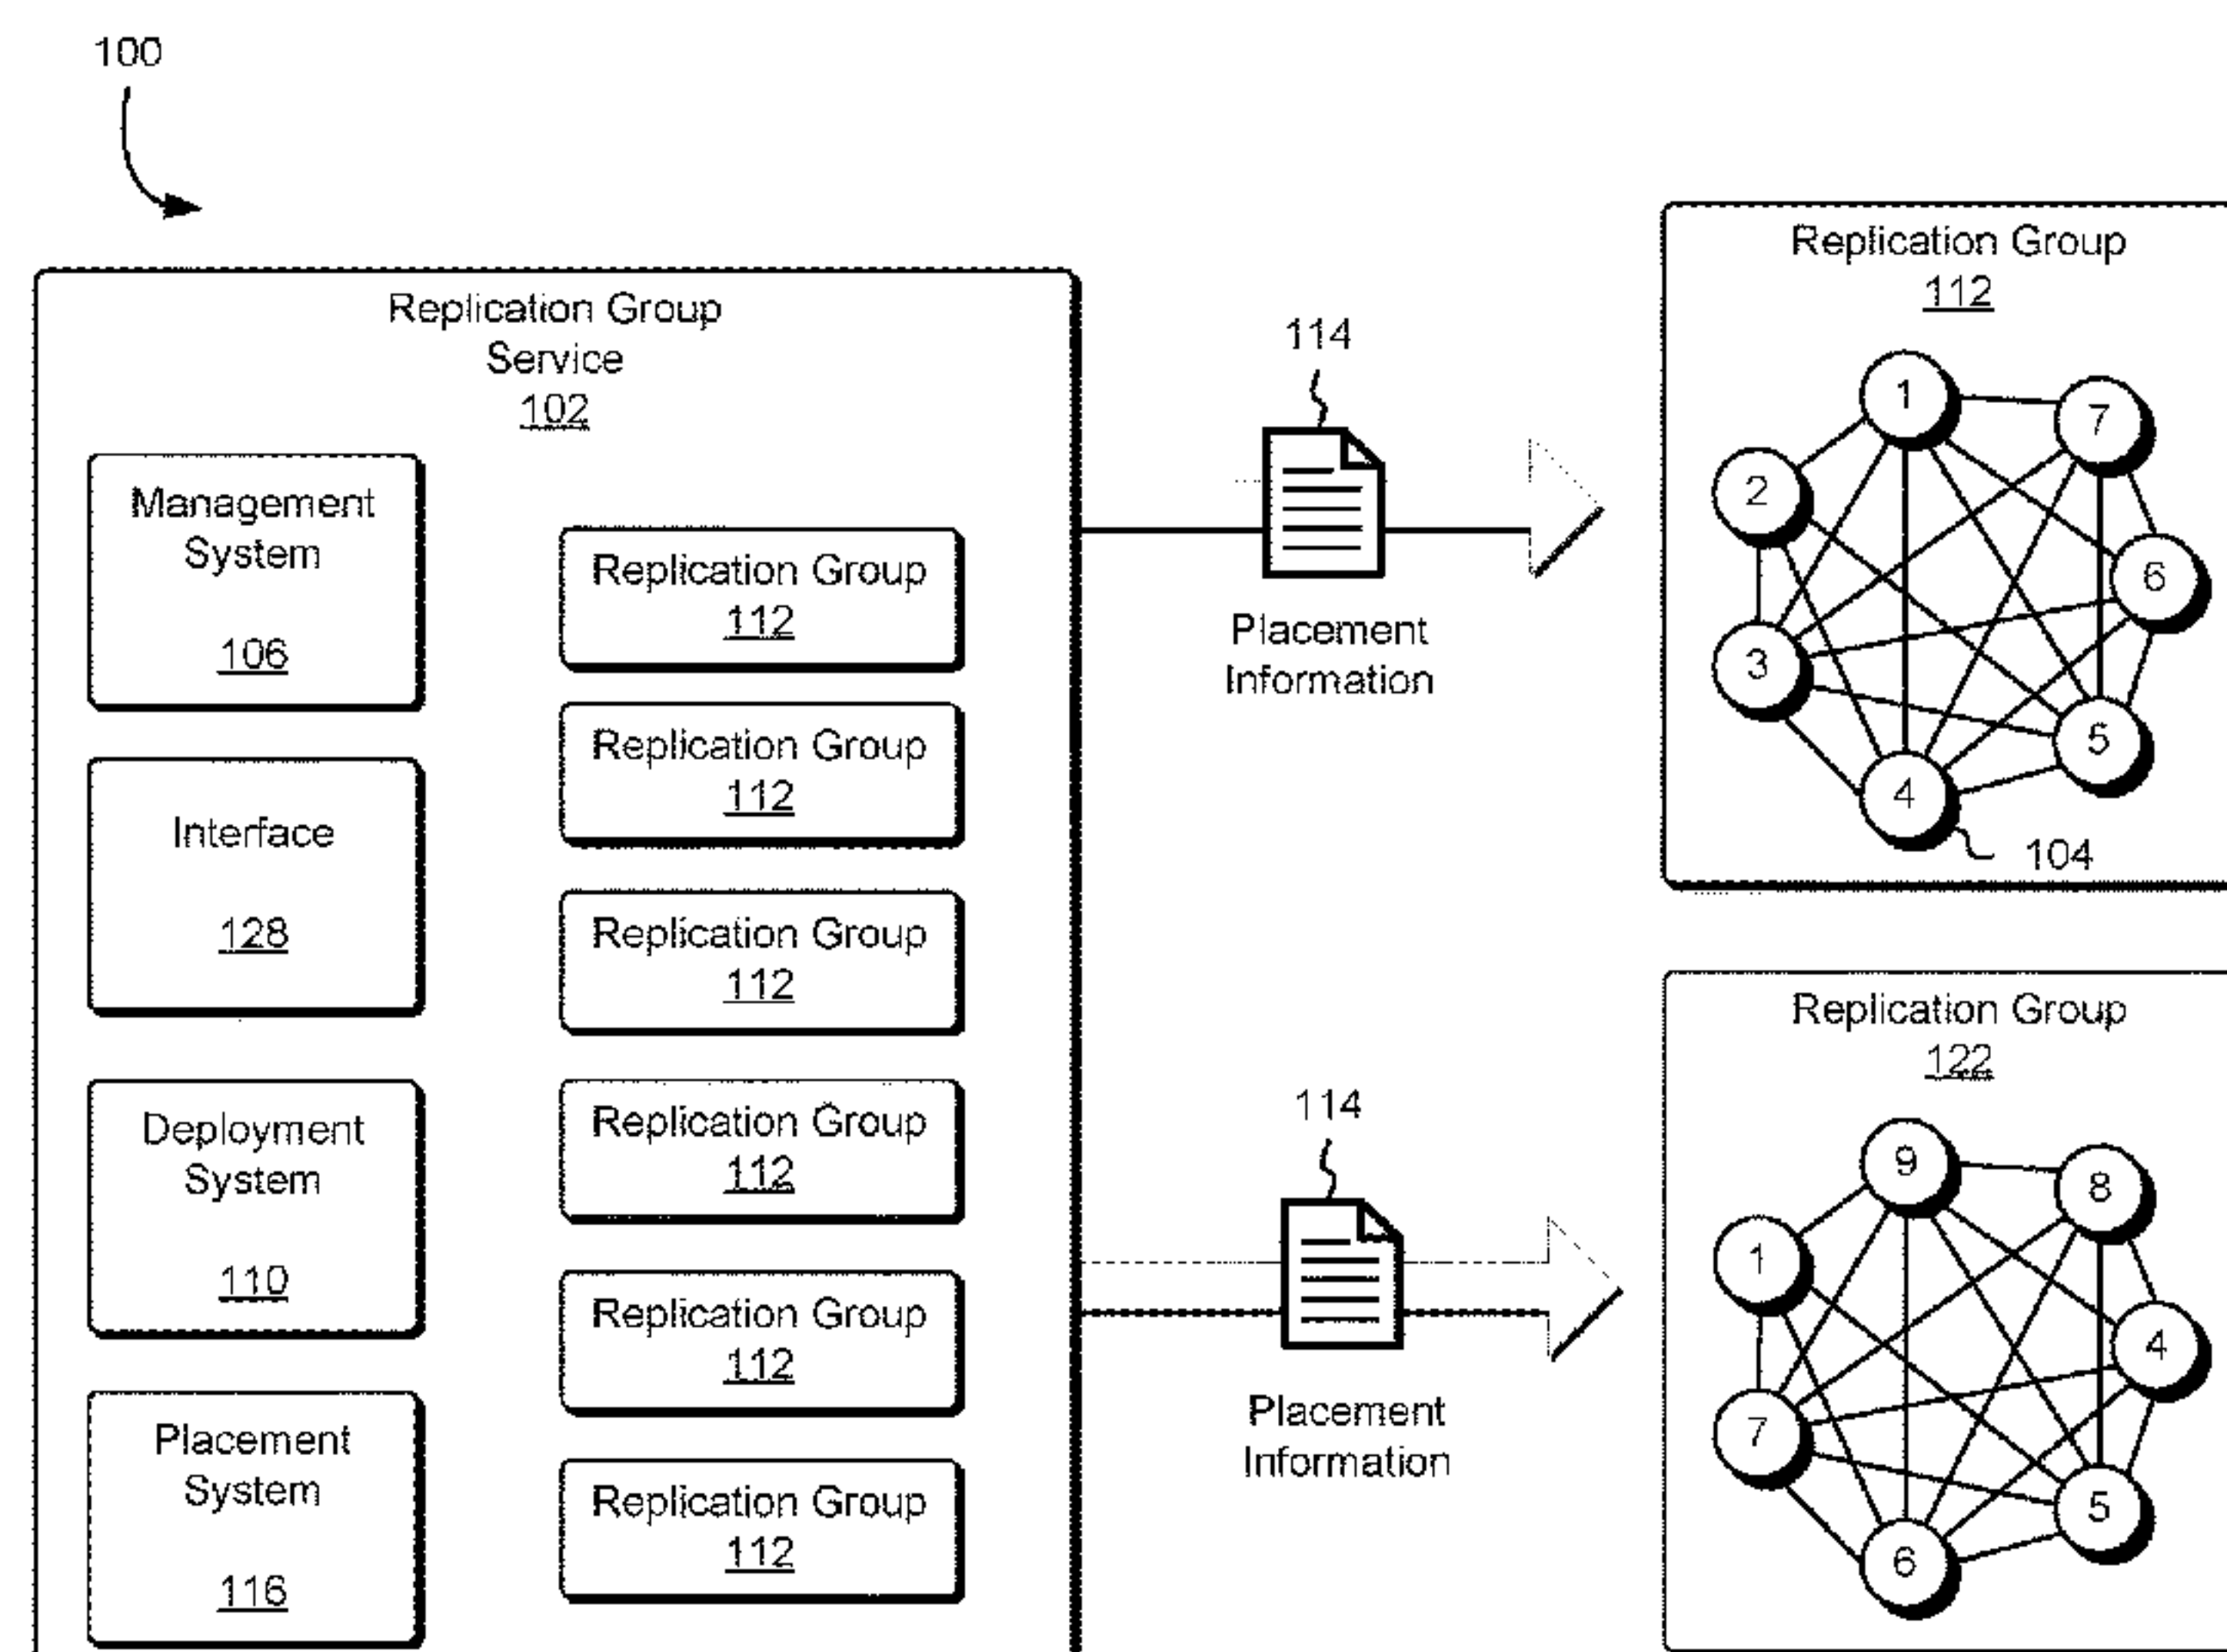 100
Replication Group
Service
102
Management
System
106
Interface
128
Deployment
System
110
Placement
System
116
Replication Group
112
Replication Group
112
Replication Group
112
Replication Group
112
Replication Group
112
Replication Group
112
114
Placement
Information
114
Placement
Information
Replication Group
112
1
7
2
6
3
5
4
104
Replication Group
122
9
8
1
4
7
5
6